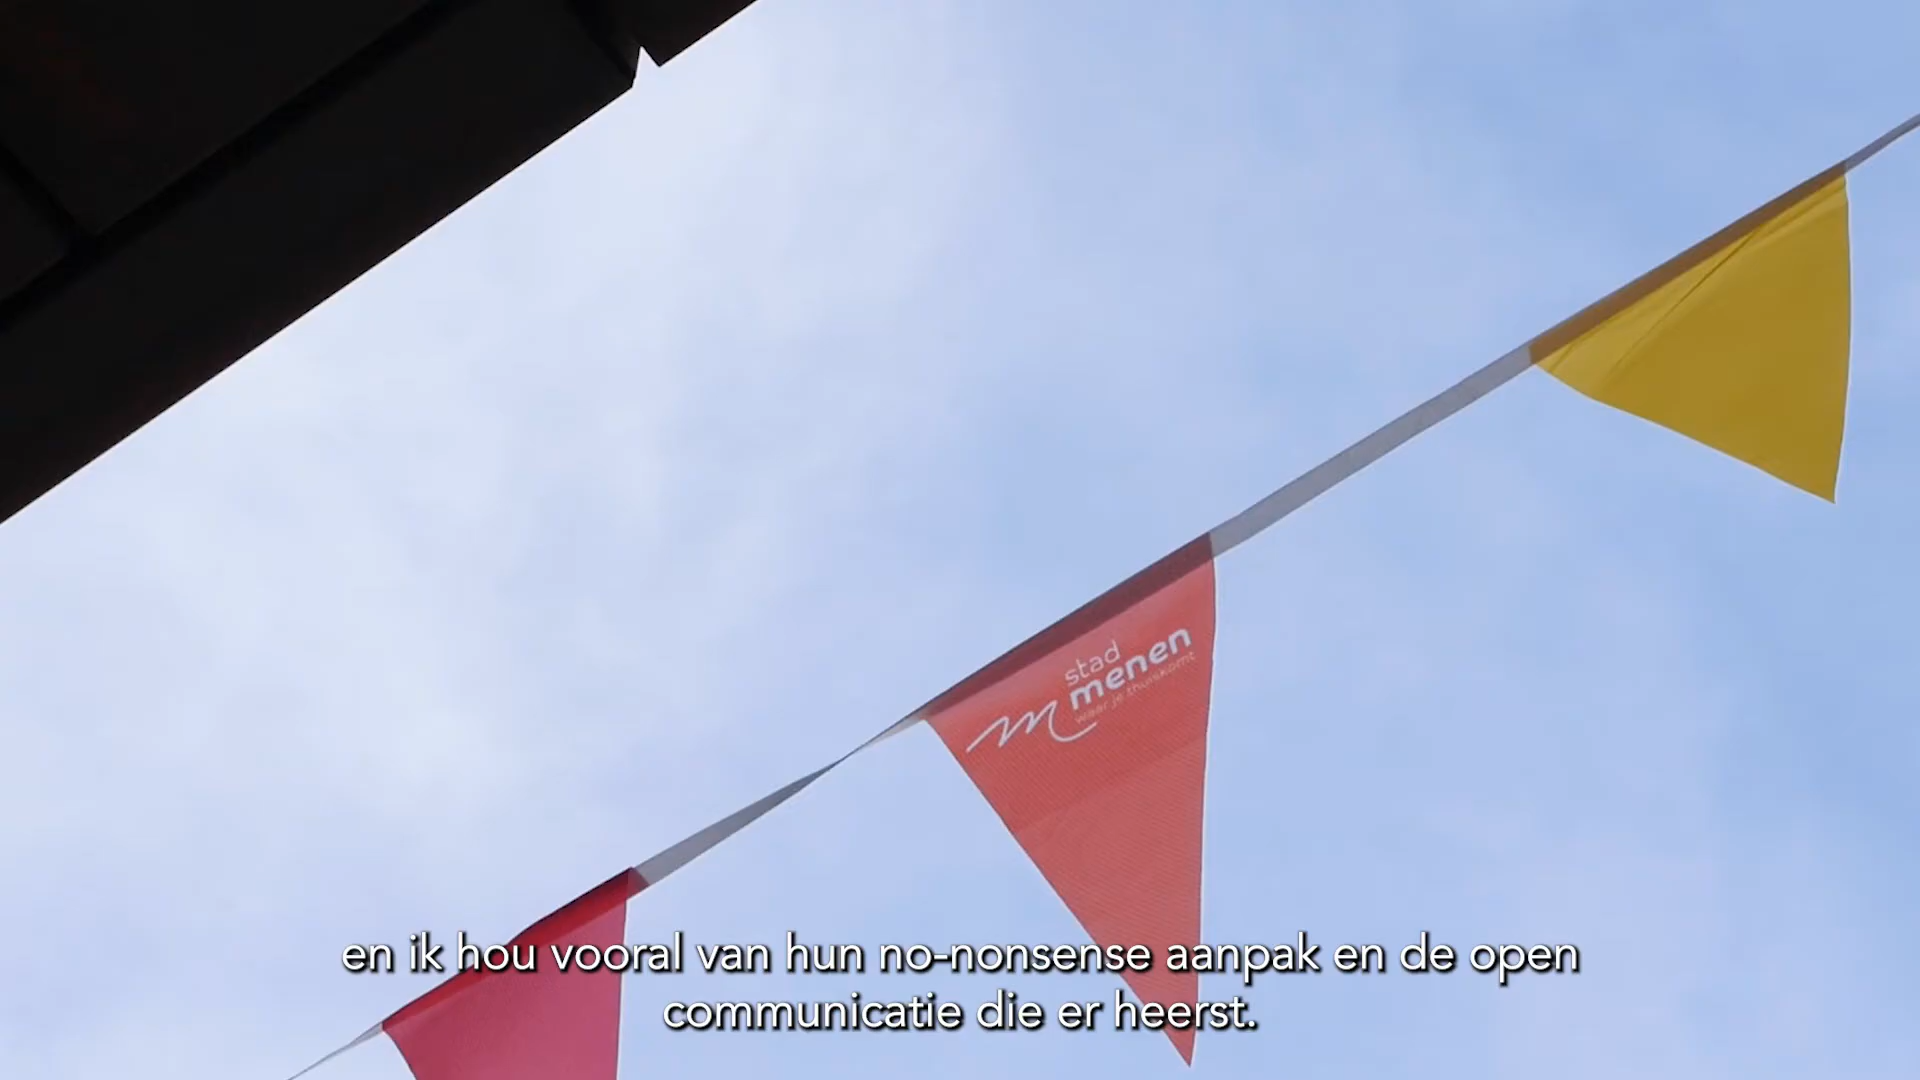 stad
menen
waar je thuiskomt
en ik hou vooral van hun no-nonsense aanpak en de open
communicatie die er heerst.